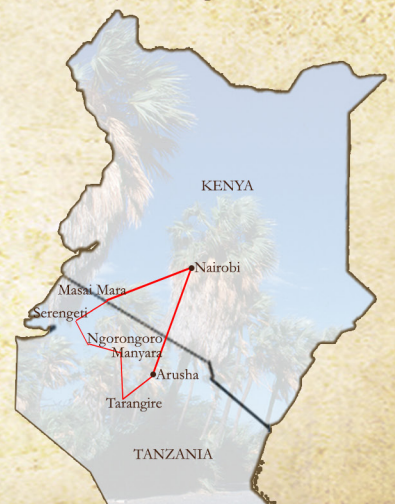 KENYA
Nairobi
Masai Mara
Serengeti
Ngorongoro
Manyara
Arusha
Tarangire
TANZANIA